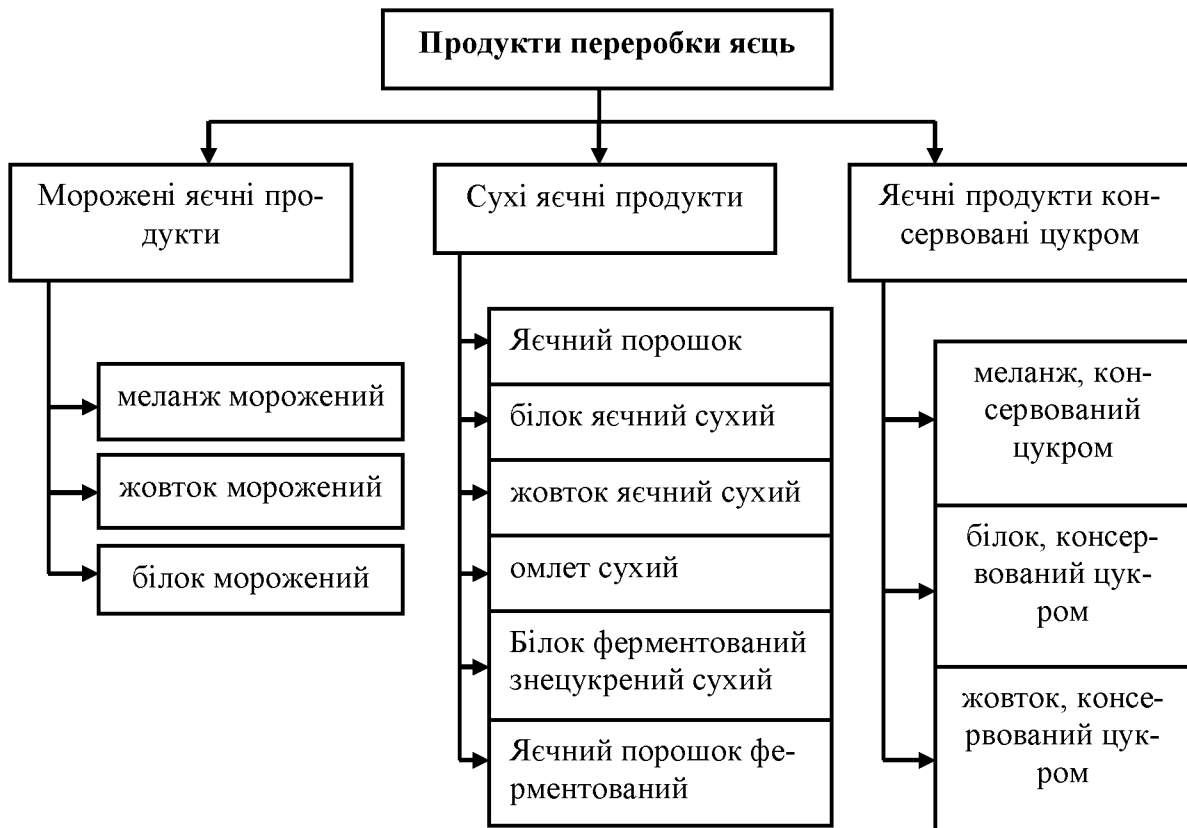 Продукти переробки яєць
Морожені яєчні про-
дукти
меланж морожений
жовток морожений
білок морожений
Сухі яєчні продукти
Яєчний порошок
білок яєчний сухий
жовток яєчний сухий
омлет сухий
Білок ферментований
знецукрений сухий
Яєчний порошок фе-
рментований
Яєчні продукти кон-
сервовані цукром
меланж, кон-
сервований
цукром
білок, консер-
вований цук-
ром
жовток, консе-
рвований цук-
ром